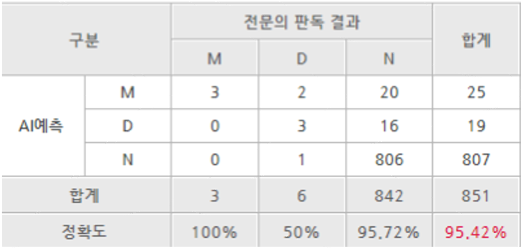 구분 전문의 판독 결과 합계
M D N
AI예측 M 3 2 20 25
D 0 3 16 19
N 0 1 806 807
합계 3 6 842 851
정확도 100% 50% 95.72% 95.42%